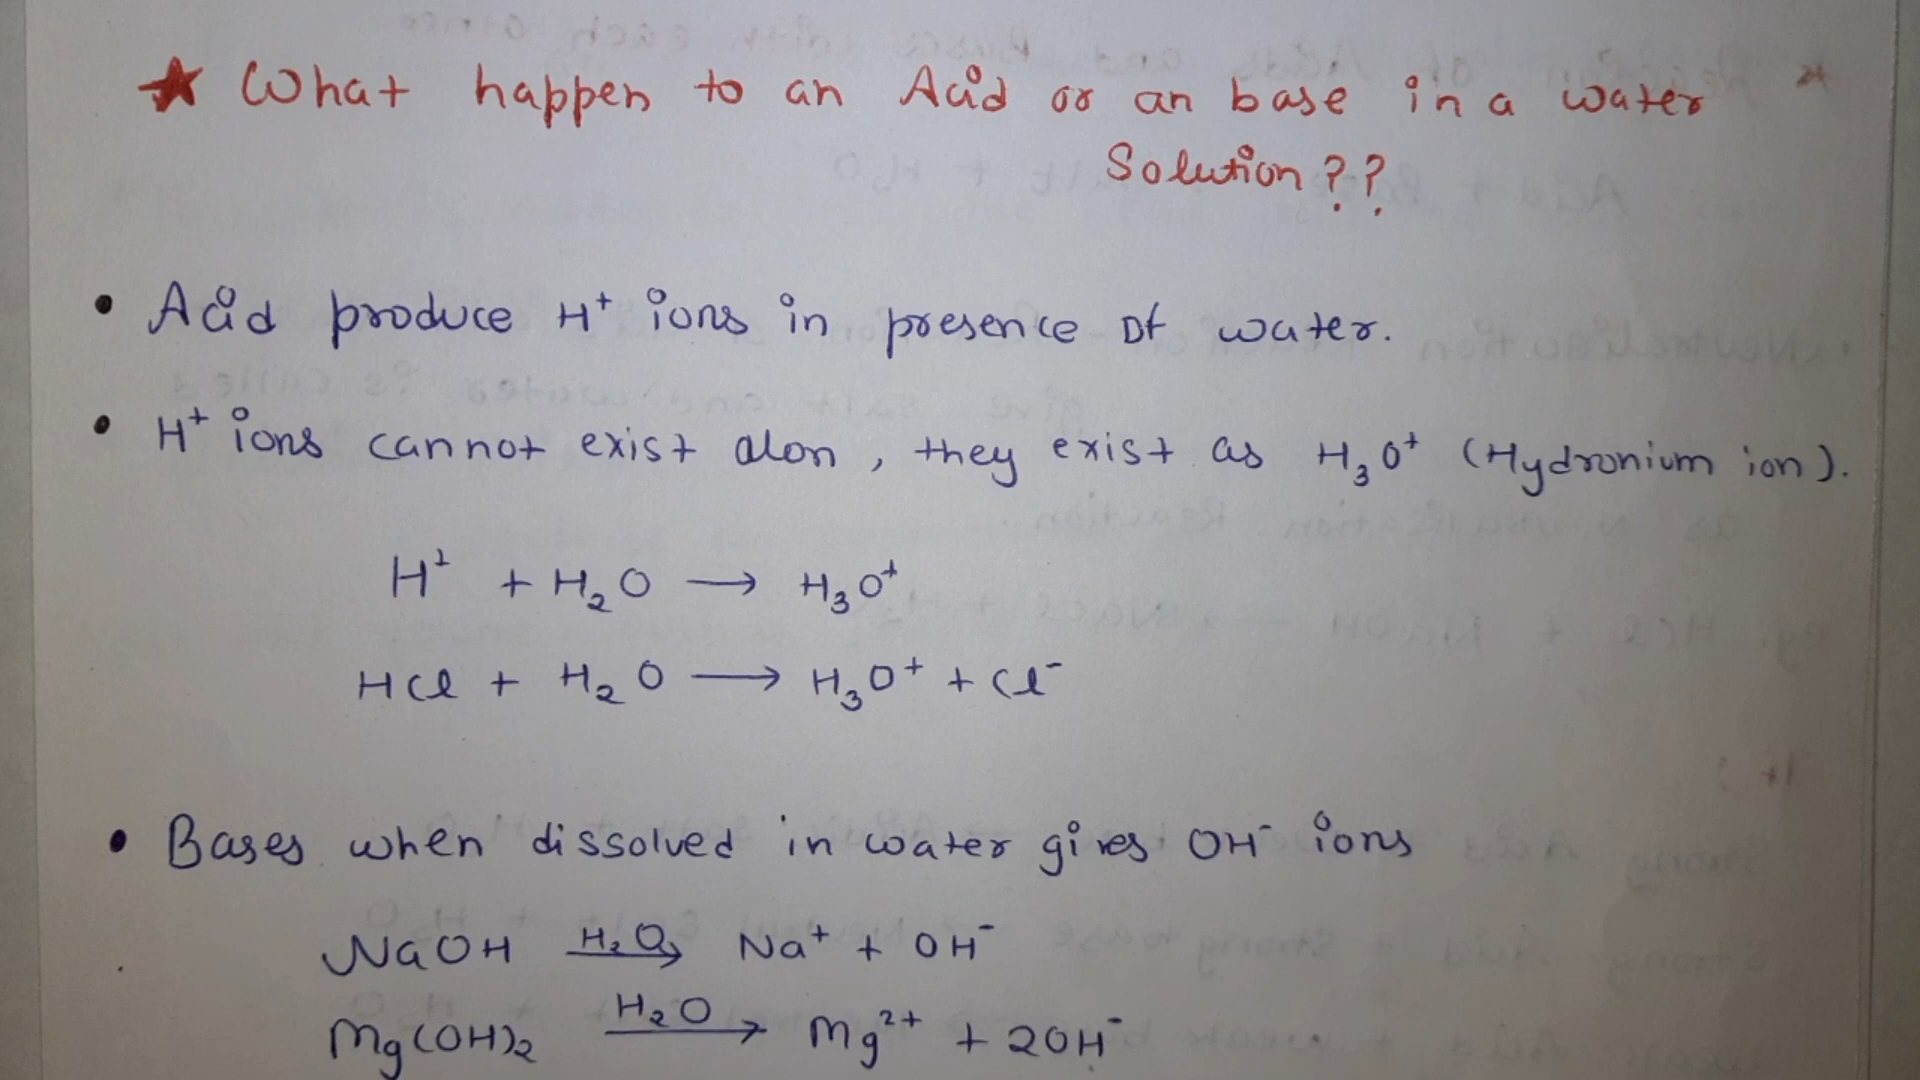 ★ What happen to an Acid or an base in a water
Solution ??
• Acid produce H⁺ ions in presence of water.
• H⁺ ions cannot exist alon, they exist as H₃O⁺ (Hydronium ion).
H⁺ + H₂O → H₃O⁺
HCl + H₂O → H₃O⁺ + Cl⁻
• Bases when dissolved in water gives OH⁻ ions
NaOH —H₂O→ Na⁺ + OH⁻
Mg(OH)₂ —H₂O→ Mg²⁺ + 2OH⁻